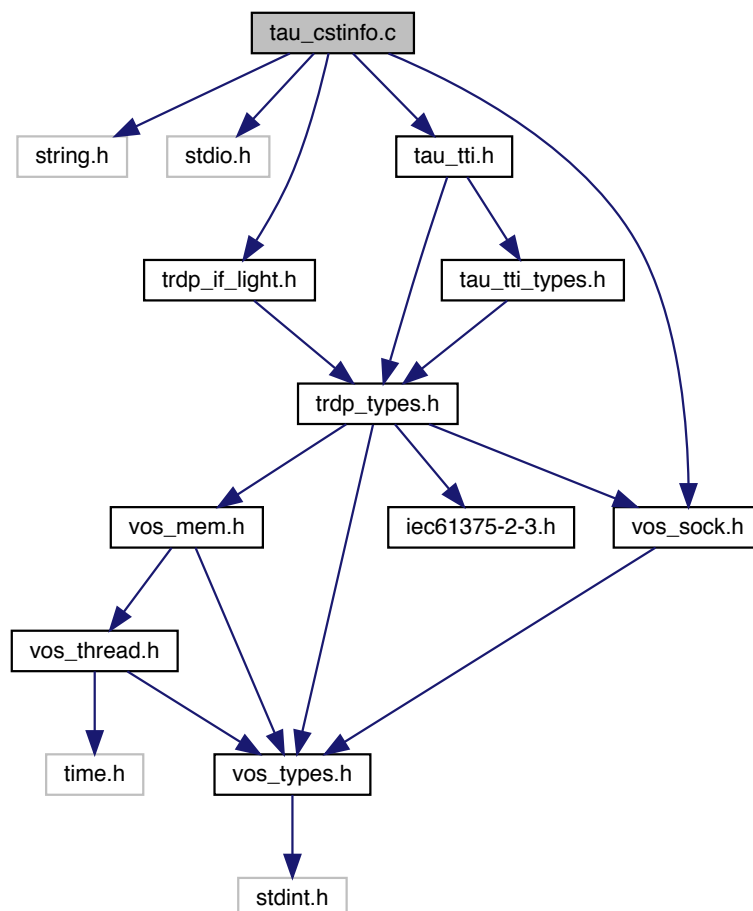 tau_cstinfo.c
string.h
stdio.h
tau_tti.h
trdp_if_light.h
tau_tti_types.h
trdp_types.h
vos_mem.h
iec61375-2-3.h
vos_sock.h
vos_thread.h
time.h
vos_types.h
stdint.h